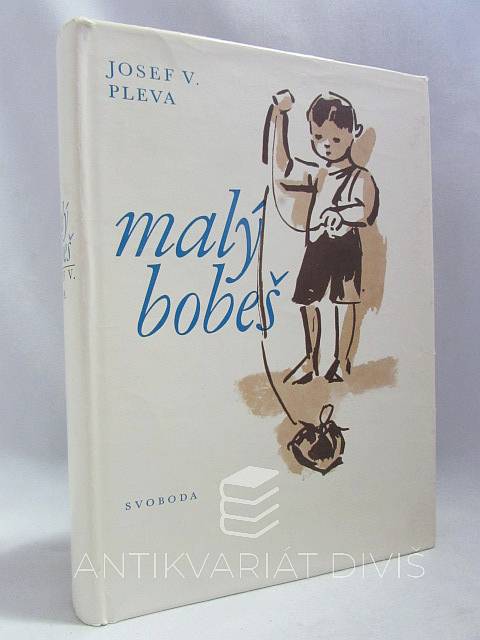 JOSEF V.
PLEVA
malý
bobeš
SVOBODA
ANTIKVARIÁT DIVIŠ